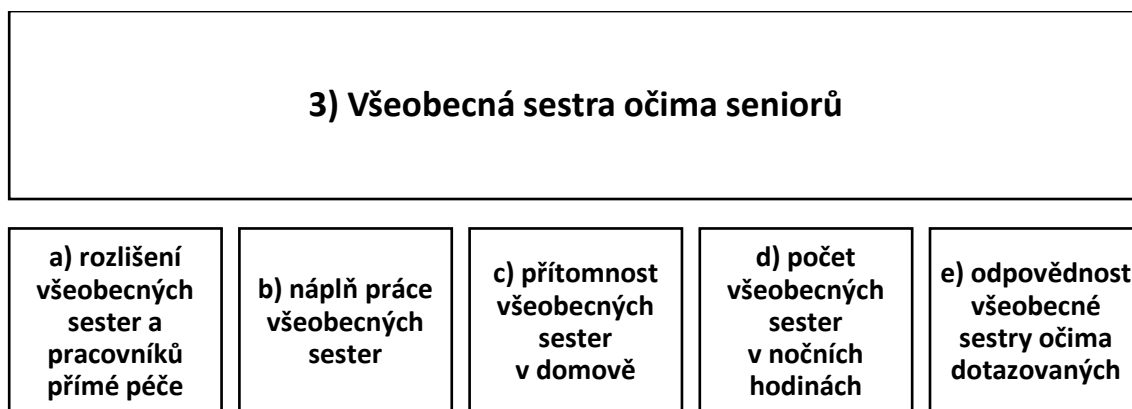 3) Všeobecná sestra očima seniorů
a) rozlišení
všeobecných
sester a
pracovníků
přímé péče
b) náplň práce
všeobecných
sester
c) přítomnost
všeobecných
sester
v domově
d) počet
všeobecných
sester
v nočních
hodinách
e) odpovědnost
všeobecné
sestry očima
dotazovaných